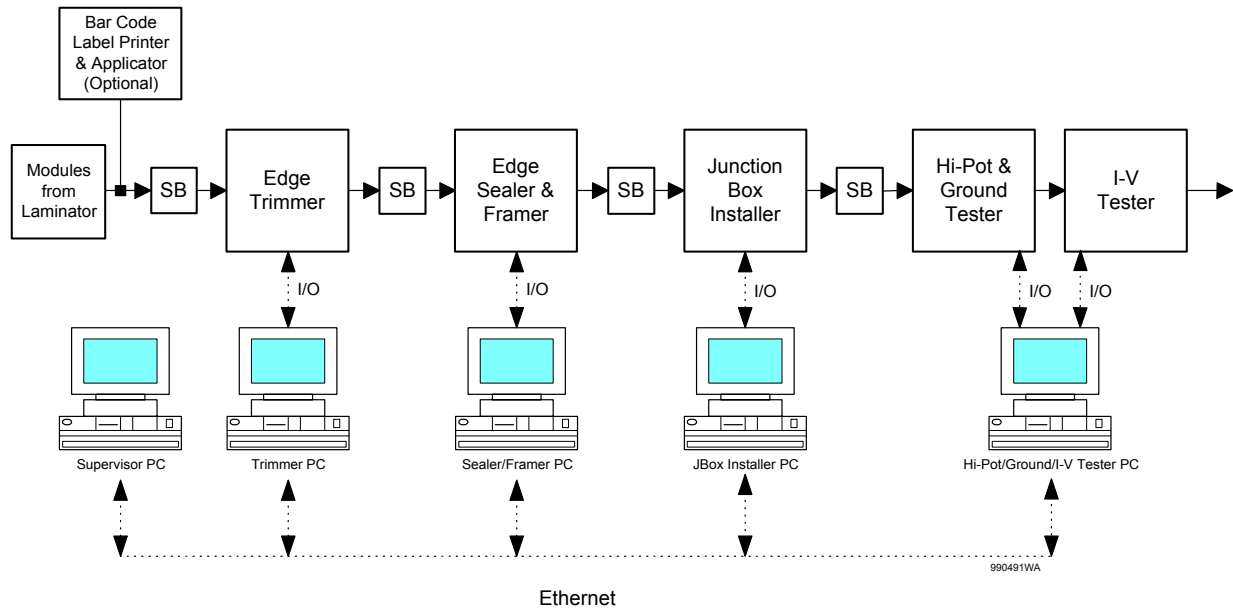 Bar Code
Label Printer
& Applicator
(Optional)
Modules
from
Laminator
SB
Edge
Trimmer
SB
Edge
Sealer &
Framer
SB
Junction
Box
Installer
SB
Hi-Pot &
Ground
Tester
I-V
Tester
I/O
I/O
I/O
I/O
I/O
Supervisor PC
Trimmer PC
Sealer/Framer PC
JBox Installer PC
Hi-Pot/Ground/I-V Tester PC
990491WA
Ethernet